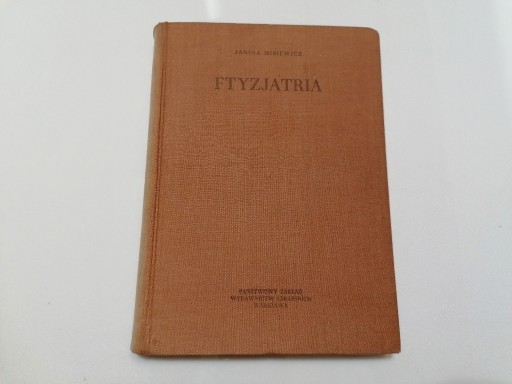 JANINA MISIEWICZ
FTYZJATRIA
PAŃSTWOWY ZAKŁAD
WYDAWNICTW LEKARSKICH
WARSZAWA